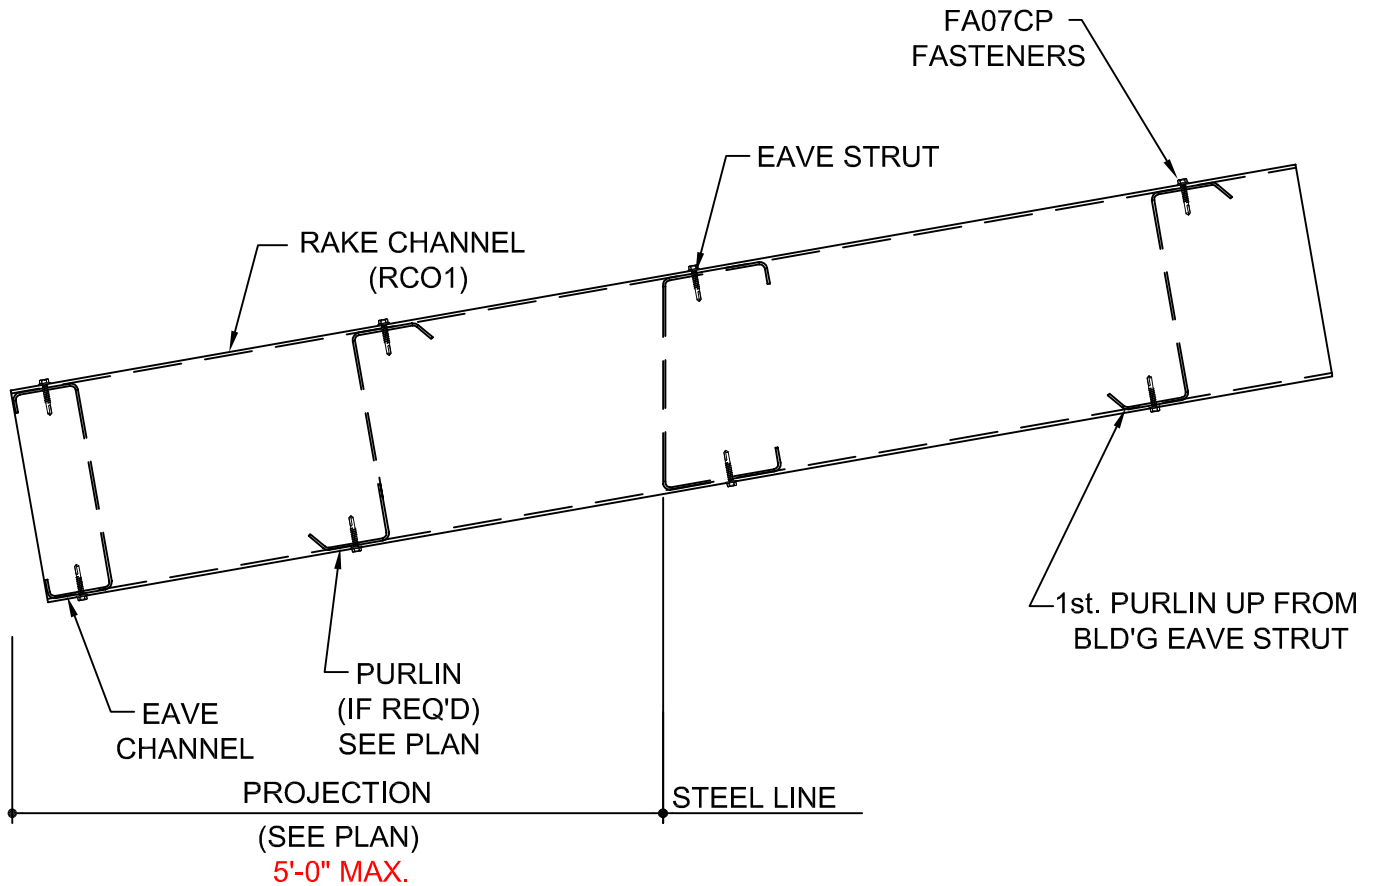 FA07CP
FASTENERS
EAVE STRUT
RAKE CHANNEL
(RCO1)
1st. PURLIN UP FROM
BLD'G EAVE STRUT
PURLIN
(IF REQ'D)
SEE PLAN
EAVE
CHANNEL
PROJECTION
STEEL LINE
(SEE PLAN)
5'-0" MAX.